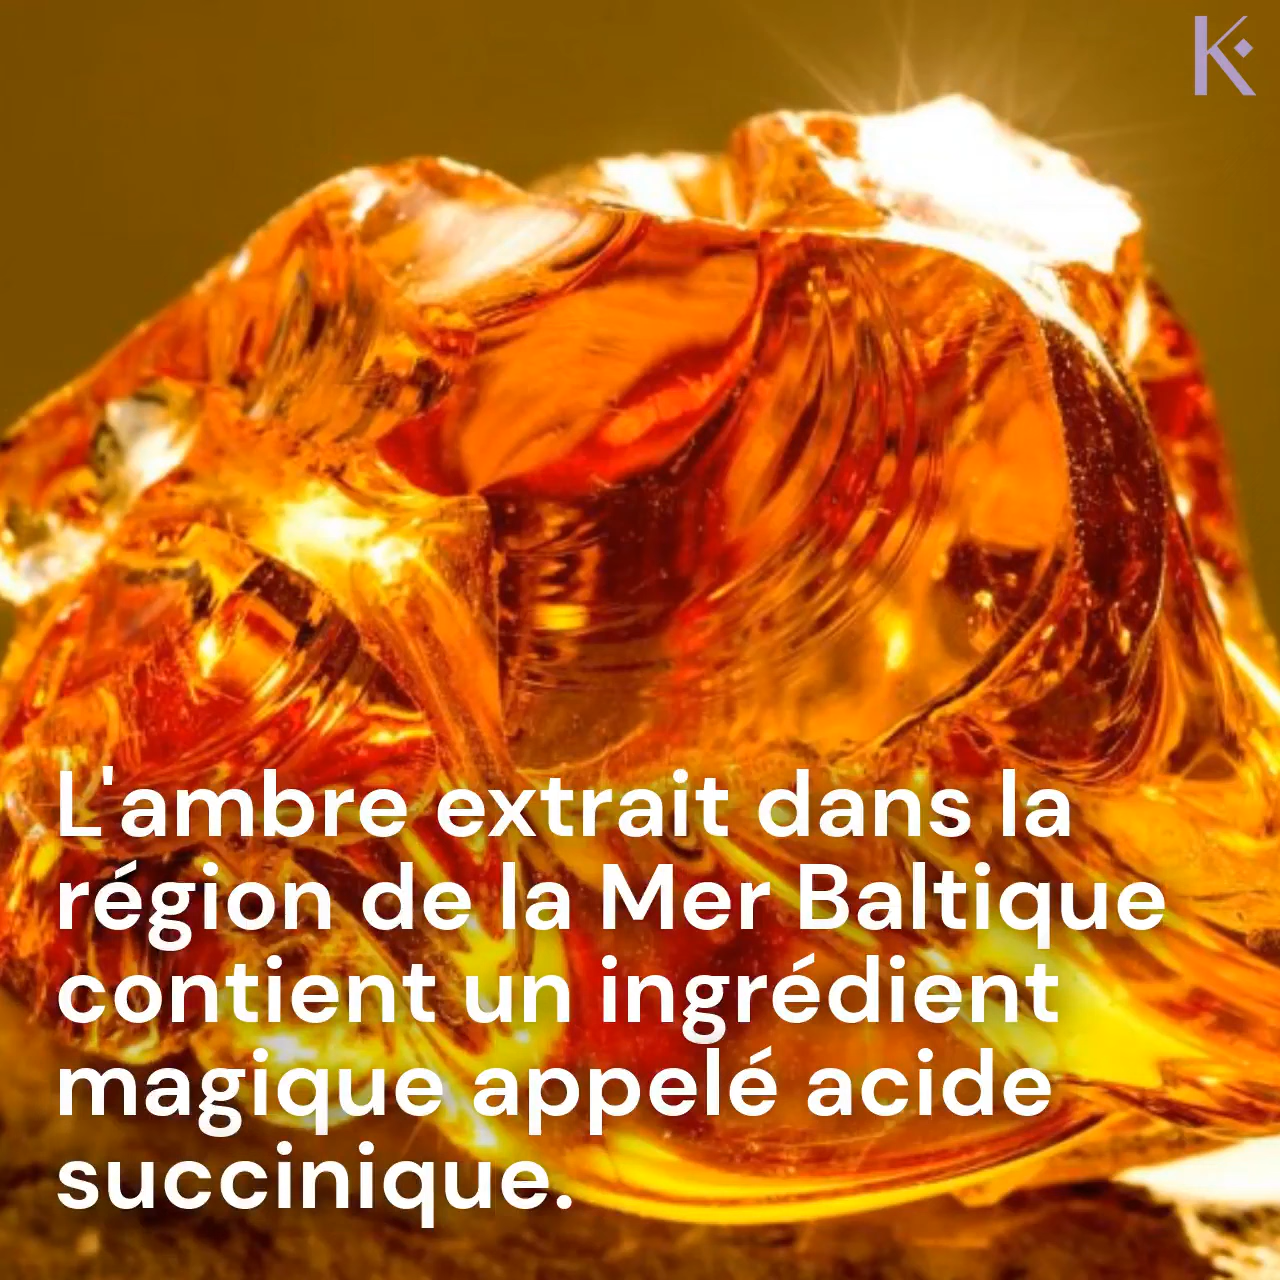 K
L'ambre extrait dans la
région de la Mer Baltique
contient un ingrédient
magique appelé acide
succinique.